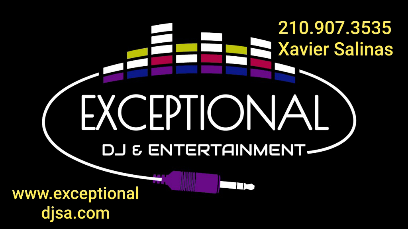 210.907.3535
Xavier Salinas
EXCEPTIONAL
DJ & ENTERTAINMENT
www.exceptional
djsa.com